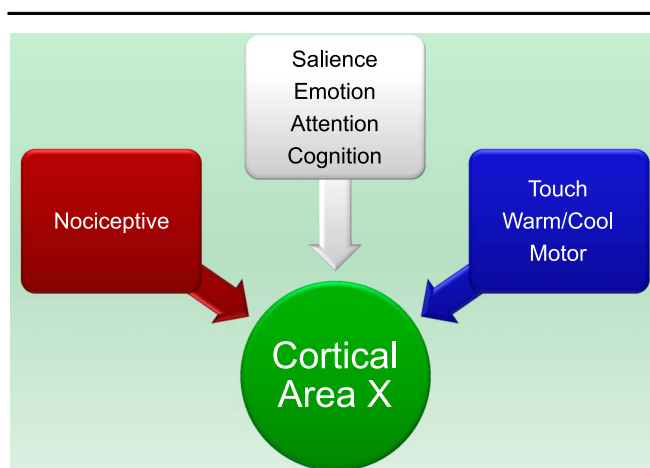 Salience
Emotion
Attention
Cognition
Nociceptive
Touch
Warm/Cool
Motor
Cortical
Area X